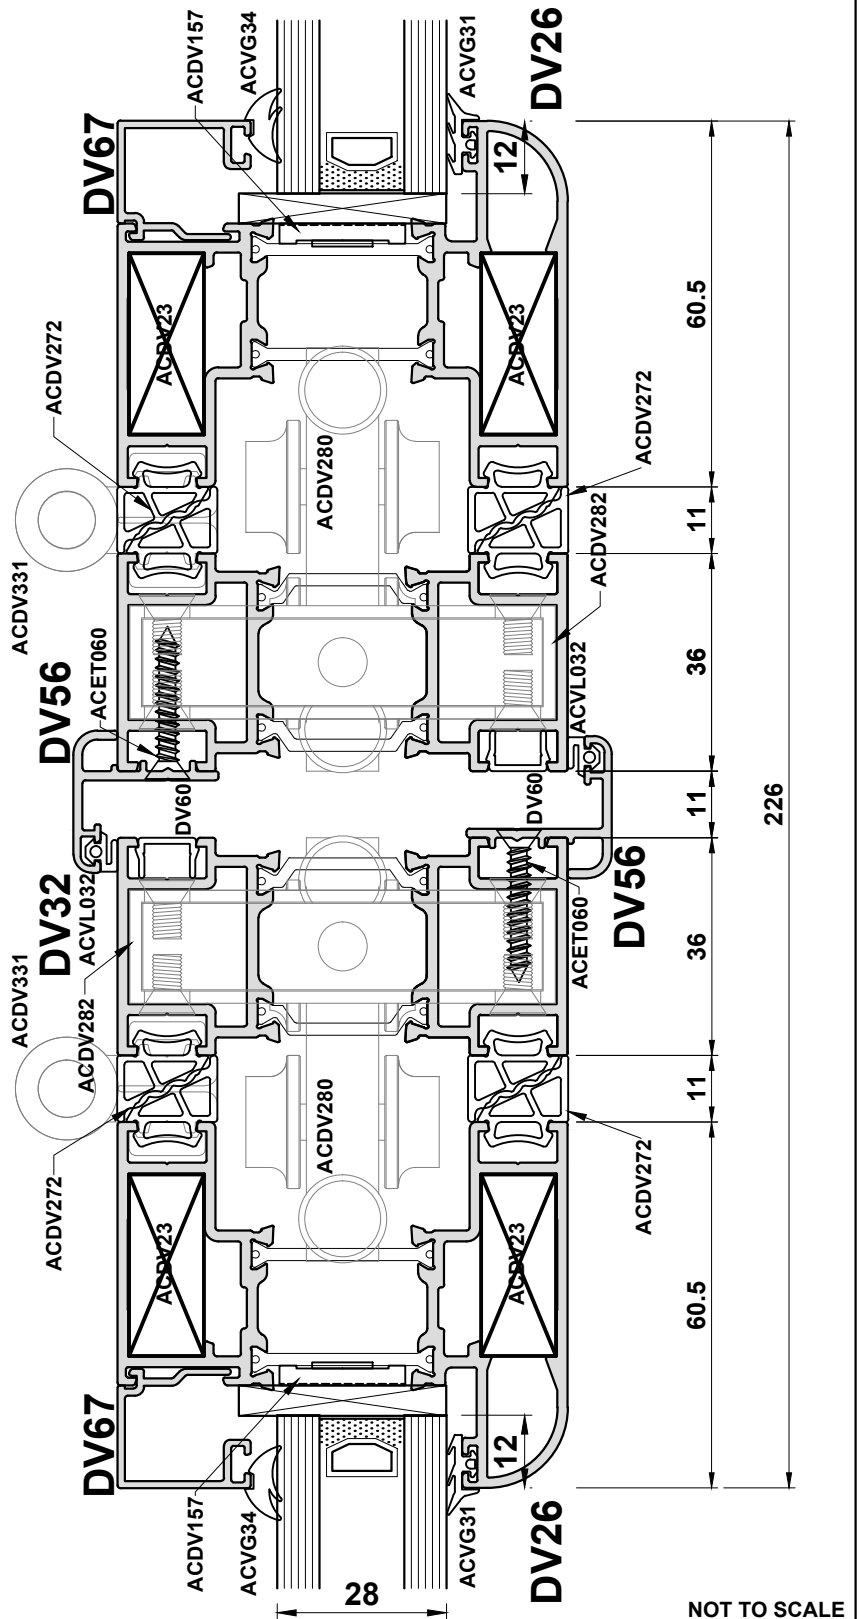 ACDV157
ACVG34
ACVG31
DV26
DV67
12
60.5
ACDV23
ACDV23
ACDV272
ACDV272
ACDV280
11
ACDV282
ACDV331
36
DV56
ACET060
ACVL032
DV60
DV60
11
226
DV32
ACVL032
DV56
ACET060
36
ACDV331
ACDV282
11
ACDV280
ACDV272
ACDV272
ACDV23
ACDV23
60.5
DV67
12
ACDV157
ACVG34
ACVG31
DV26
28
NOT TO SCALE